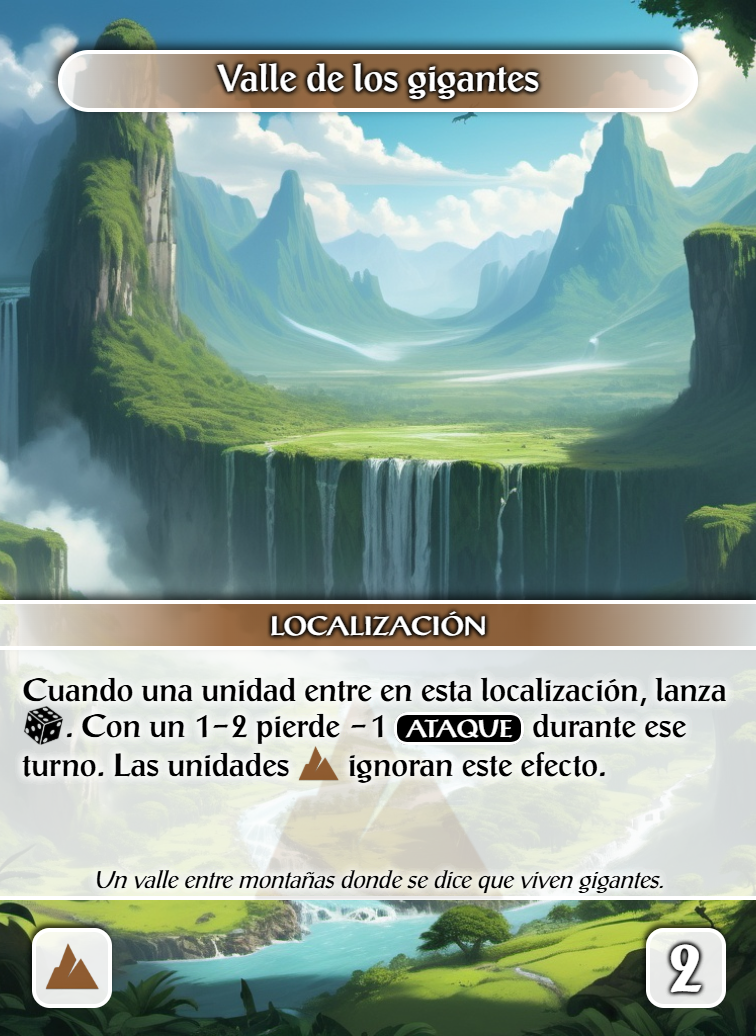 Valle de los gigantes
LOCALIZACIÓN
Cuando una unidad entre en esta localización, lanza
. Con un 1-2 pierde -1 ATAQUE durante ese
turno. Las unidades ignoran este efecto.
Un valle entre montañas donde se dice que viven gigantes.
2